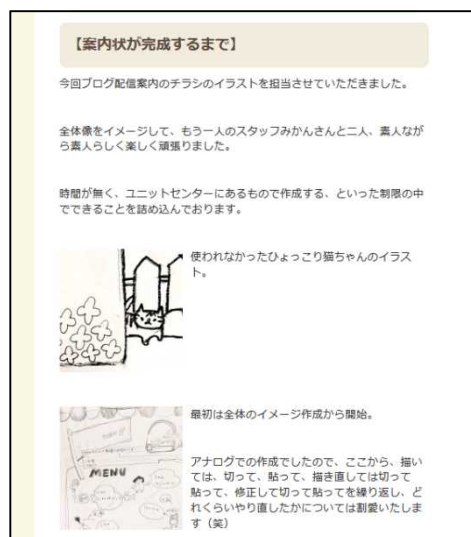 【案内状が完成するまで】
今回ブログ配信案内のチラシのイラストを担当させていただきました。
全体像をイメージして、もう一人のスタッフみかんさんと二人、素人なが
ら素人らしく楽しく頑張りました。
時間が無く、ユニットセンターにあるもので作成する、といった制限の中
でできることを詰め込んでおります。
使われなかったひょっこり猫ちゃんのイラス
ト。
最初は全体のイメージ作成から開始。
アナログでの作成でしたので、ここから、描い
ては、切って、貼って、描き直しては切って
貼って、修正して切って貼ってを繰り返し、ど
れくらいやり直したかについては割愛いたしま
す（笑）
MENU